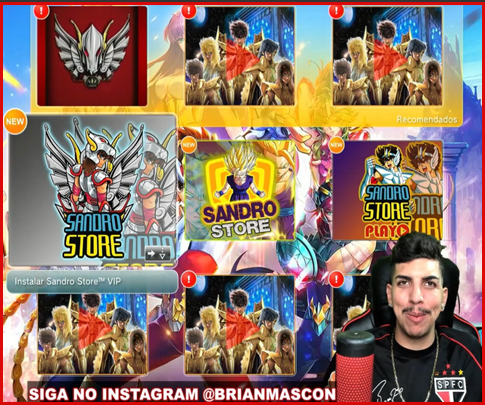 !
!
!
Recomendados
NEW
NEW
NEW
SANDRO
STORE
SANDRO
STORE
SANDRO
STORE
PLAY
Instalar Sandro Store™ VIP
!
!
SPFC
SIGA NO INSTAGRAM @BRIANMASCON